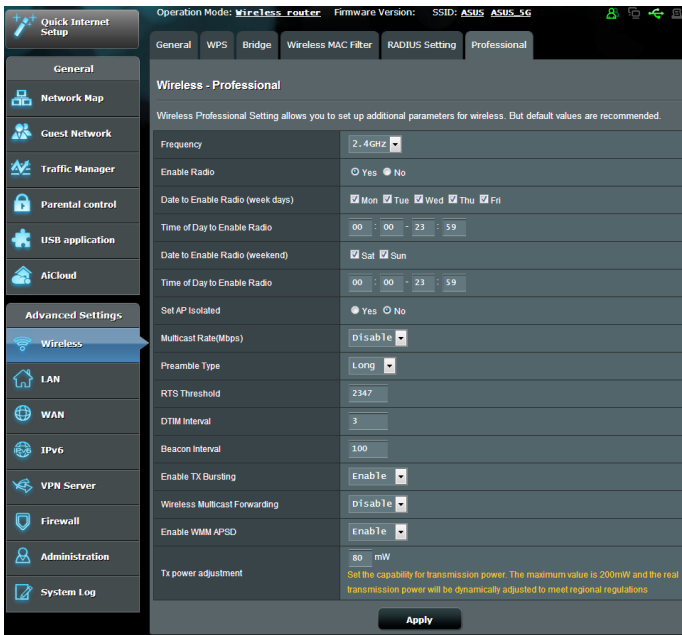 Quick Internet
Setup
General
Network Map
Guest Network
Traffic Manager
Parental control
USB application
AiCloud
Advanced Settings
Wireless
LAN
WAN
IPv6
VPN Server
Firewall
Administration
System Log
Operation Mode: Wireless router Firmware Version: SSID: ASUS ASUS_5G
General WPS Bridge Wireless MAC Filter RADIUS Setting Professional
Wireless - Professional
Wireless Professional Setting allows you to set up additional parameters for wireless. But default values are recommended.
Frequency 2.4GHz
Enable Radio Yes No
Date to Enable Radio (week days) Mon Tue Wed Thu Fri
Time of Day to Enable Radio 00 : 00 - 23 : 59
Date to Enable Radio (weekend) Sat Sun
Time of Day to Enable Radio 00 : 00 - 23 : 59
Set AP Isolated Yes No
Multicast Rate(Mbps) Disable
Preamble Type Long
RTS Threshold 2347
DTIM Interval 3
Beacon Interval 100
Enable TX Bursting Enable
Wireless Multicast Forwarding Disable
Enable WMM APSD Enable
Tx power adjustment 80 mW
Set the capability for transmission power. The maximum value is 200mW and the real
transmission power will be dynamically adjusted to meet regional regulations
Apply